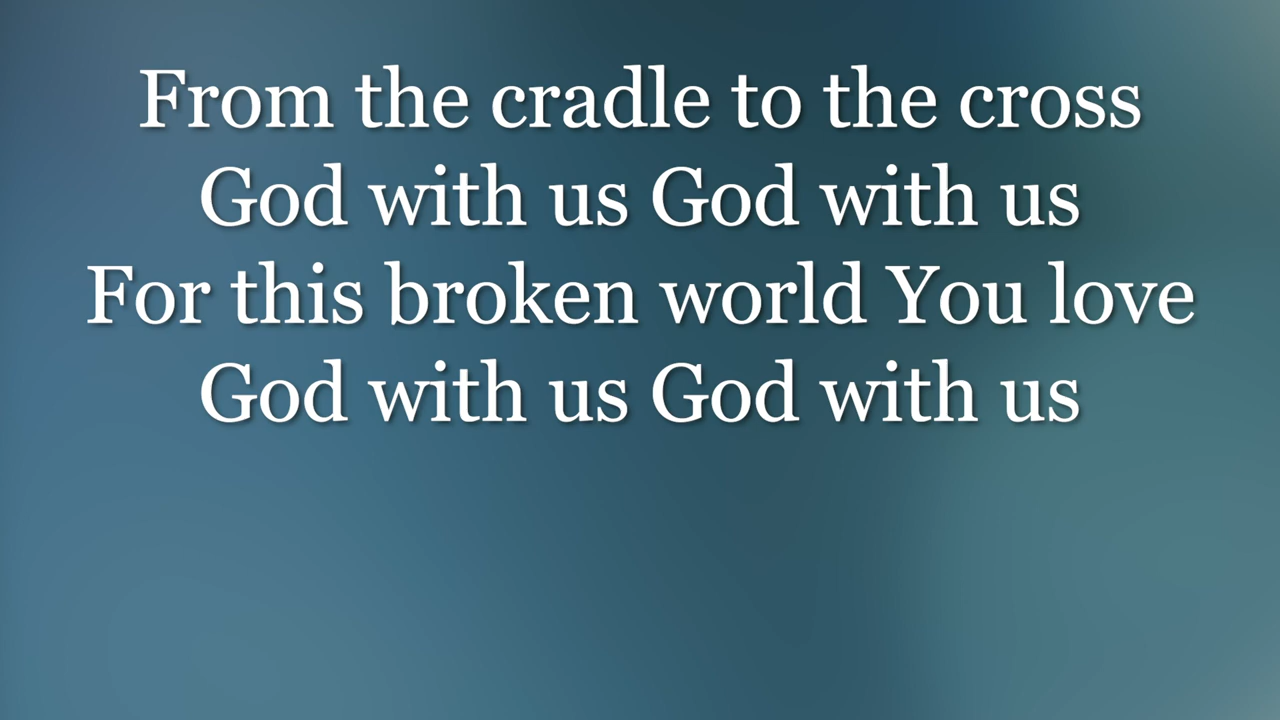 From the cradle to the cross
God with us God with us
For this broken world You love
God with us God with us